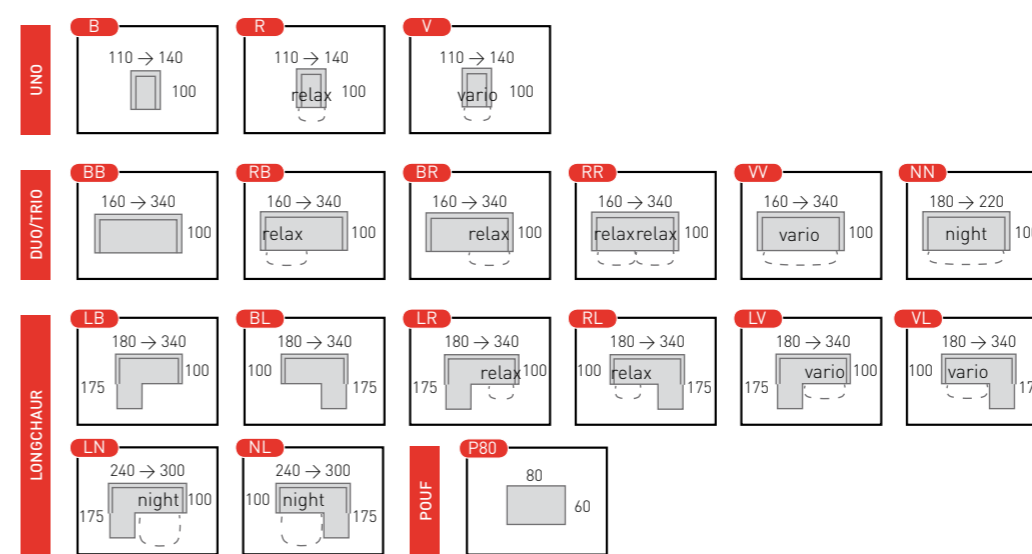 UNO
B
110 → 140
100
R
110 → 140
relax 100
V
110 → 140
vario 100
DUO/TRIO
BB
160 → 340
100
RB
160 → 340
relax 100
BR
160 → 340
relax 100
RR
160 → 340
relax relax 100
VV
160 → 340
vario 100
NN
180 → 220
night
LONGCHAUR
LB
180 → 340
100
175
BL
180 → 340
100
175
LR
180 → 340
relax 100
175
RL
180 → 340
100 relax
175
LV
180 → 340
vario 100
175
VL
180 → 340
100 vario
LN
240 → 300
night 100
175
NL
240 → 300
100 night
175
POUF
P80
80
60